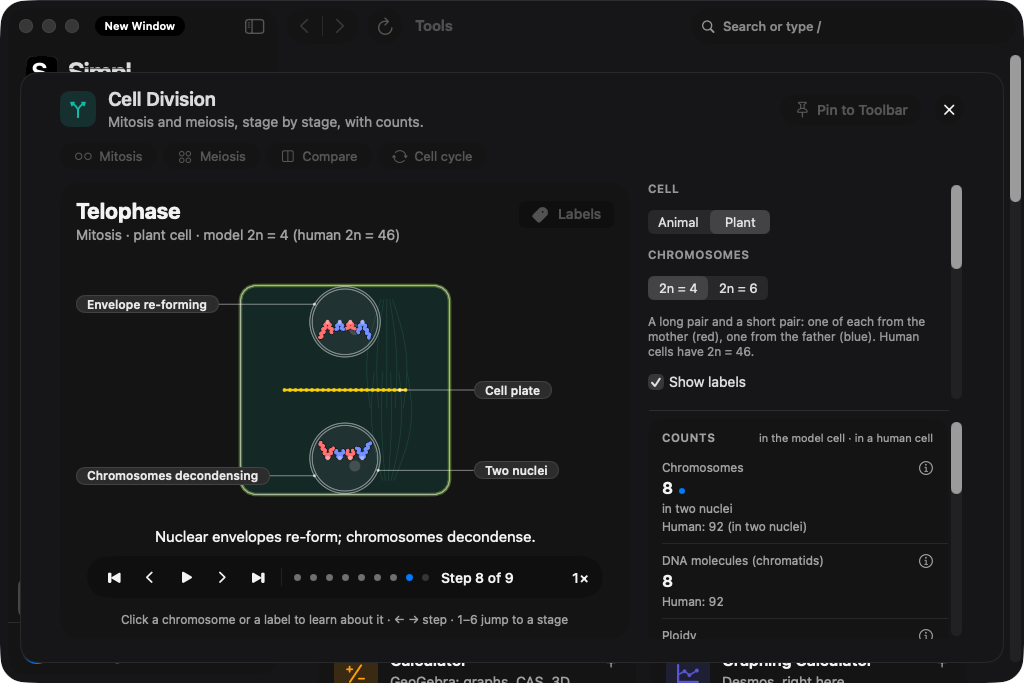 New Window
Tools
Search or type /
Simpl
Cell Division
Mitosis and meiosis, stage by stage, with counts.
Pin to Toolbar
Mitosis
Meiosis
Compare
Cell cycle
Telophase
Mitosis · plant cell · model 2n = 4 (human 2n = 46)
Labels
Envelope re-forming
Cell plate
Chromosomes decondensing
Two nuclei
Nuclear envelopes re-form; chromosomes decondense.
Step 8 of 9
1×
Click a chromosome or a label to learn about it · ← → step · 1–6 jump to a stage
CELL
Animal
Plant
CHROMOSOMES
2n = 4
2n = 6
A long pair and a short pair: one of each from the
mother (red), one from the father (blue). Human
cells have 2n = 46.
Show labels
COUNTS
in the model cell · in a human cell
Chromosomes
8
in two nuclei
Human: 92 (in two nuclei)
DNA molecules (chromatids)
8
Human: 92
Ploidy
Calculator
GeoGebra: graphs, CAS, 3D
Graphing Calculator
Desmos, right here